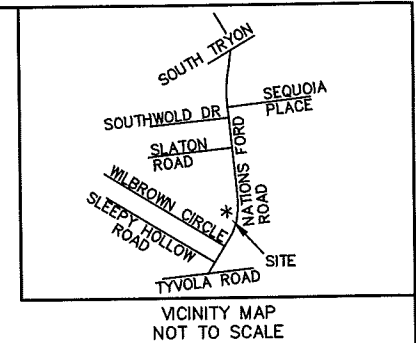 SOUTH TRYON
SEQUOIA
PLACE
SOUTHWOLD DR
SLATON
ROAD
NATIONS FORD
ROAD
WILBROWN CIRCLE
SLEEPY HOLLOW
ROAD
*
SITE
TYVOLA ROAD
VICINITY MAP
NOT TO SCALE